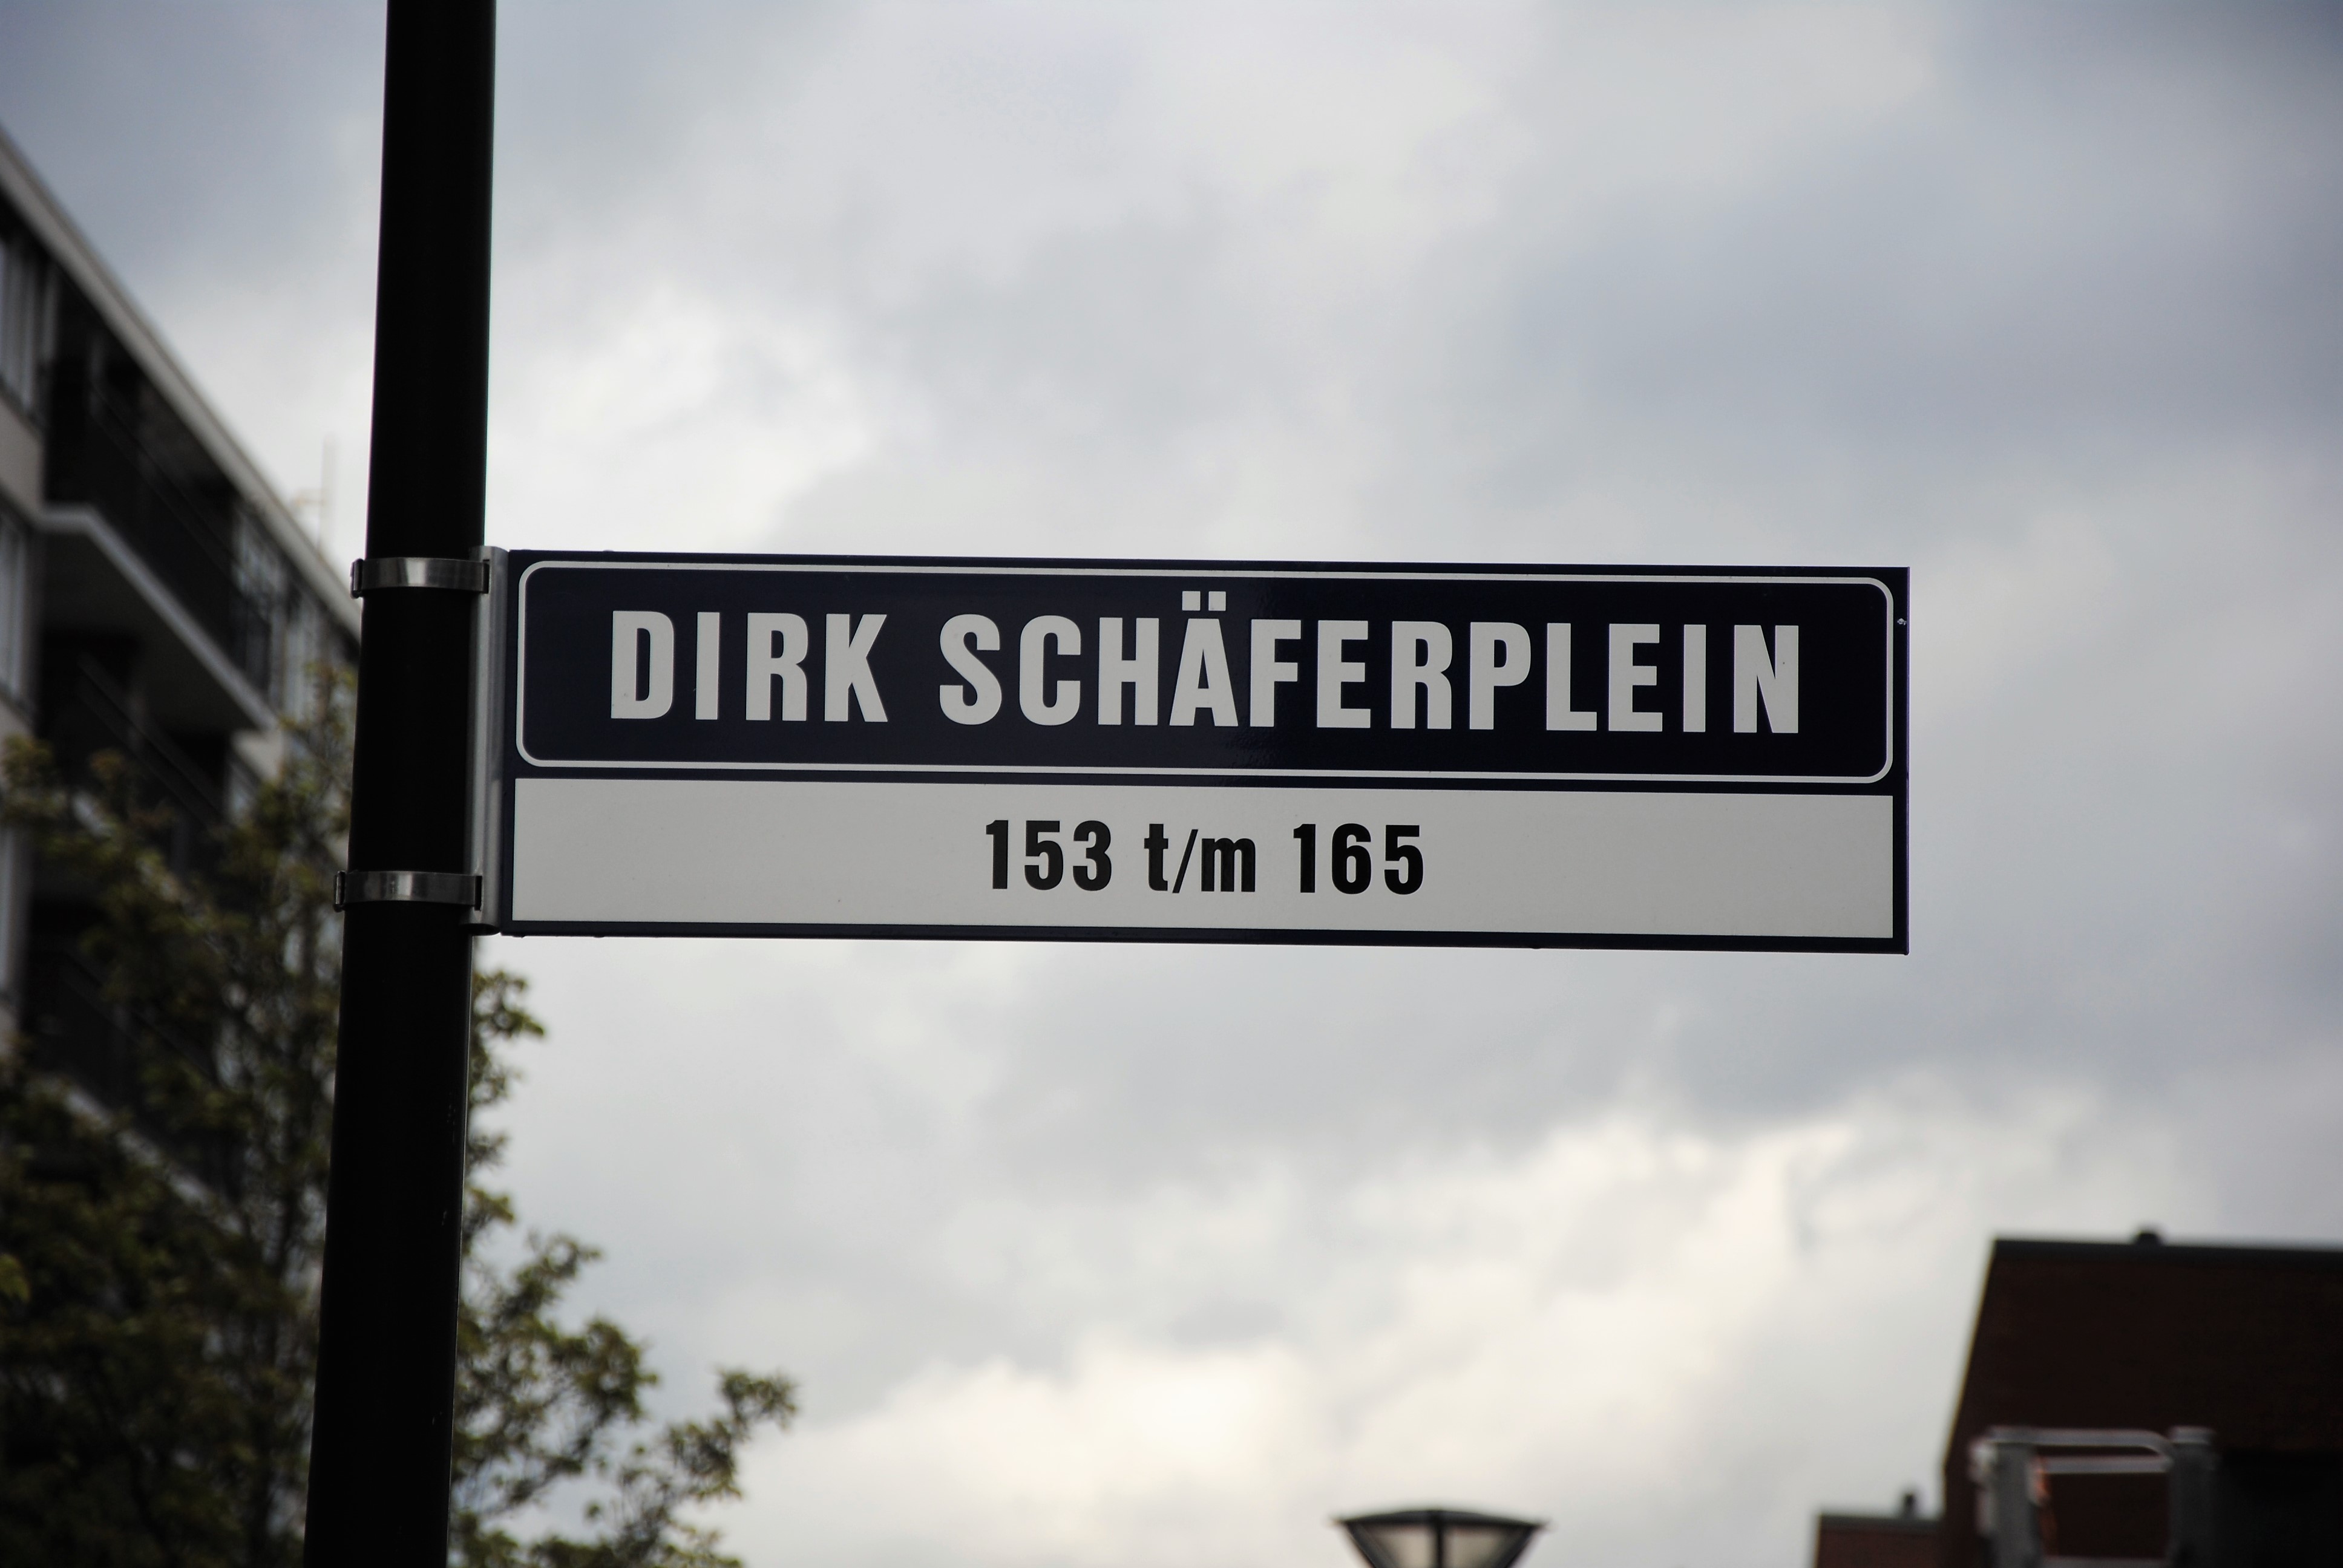 DIRK SCHÄFERPLEIN
153 t/m 165